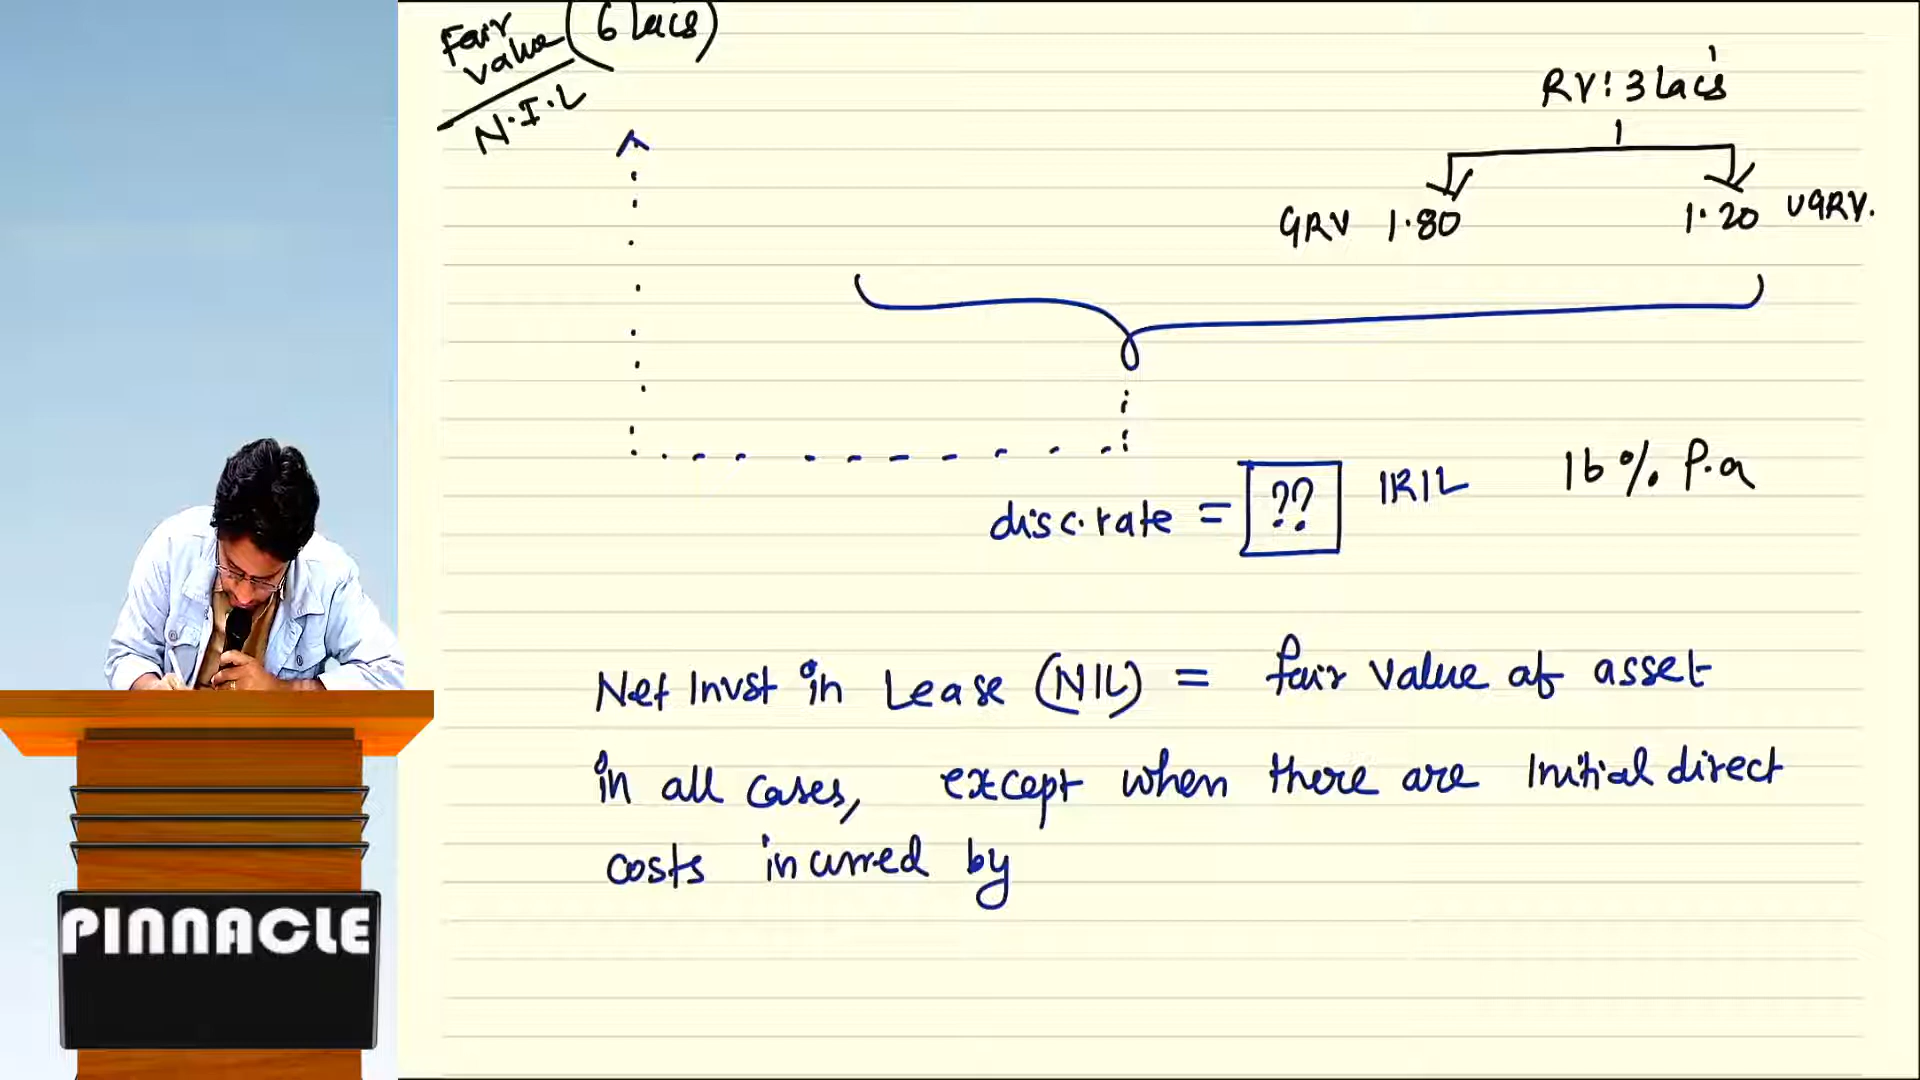 Fair value (6 lacs)
N.I.L
RV: 3 lacs
GRV 1.80 1.20 UGRV.
disc. rate = ?? IRIL 16% P.a
Net Invst in Lease (NIL) = fair value of asset
in all cases, except when there are Initial direct
costs incurred by
PINNACLE